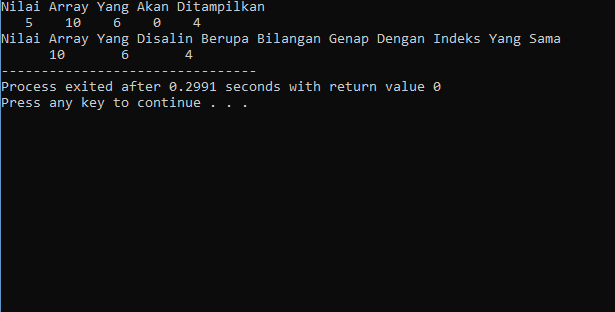 Nilai Array Yang Akan Ditampilkan
   5    10    6    0    4
Nilai Array Yang Disalin Berupa Bilangan Genap Dengan Indeks Yang Sama
      10       6       4
--------------------------------
Process exited after 0.2991 seconds with return value 0
Press any key to continue . . .